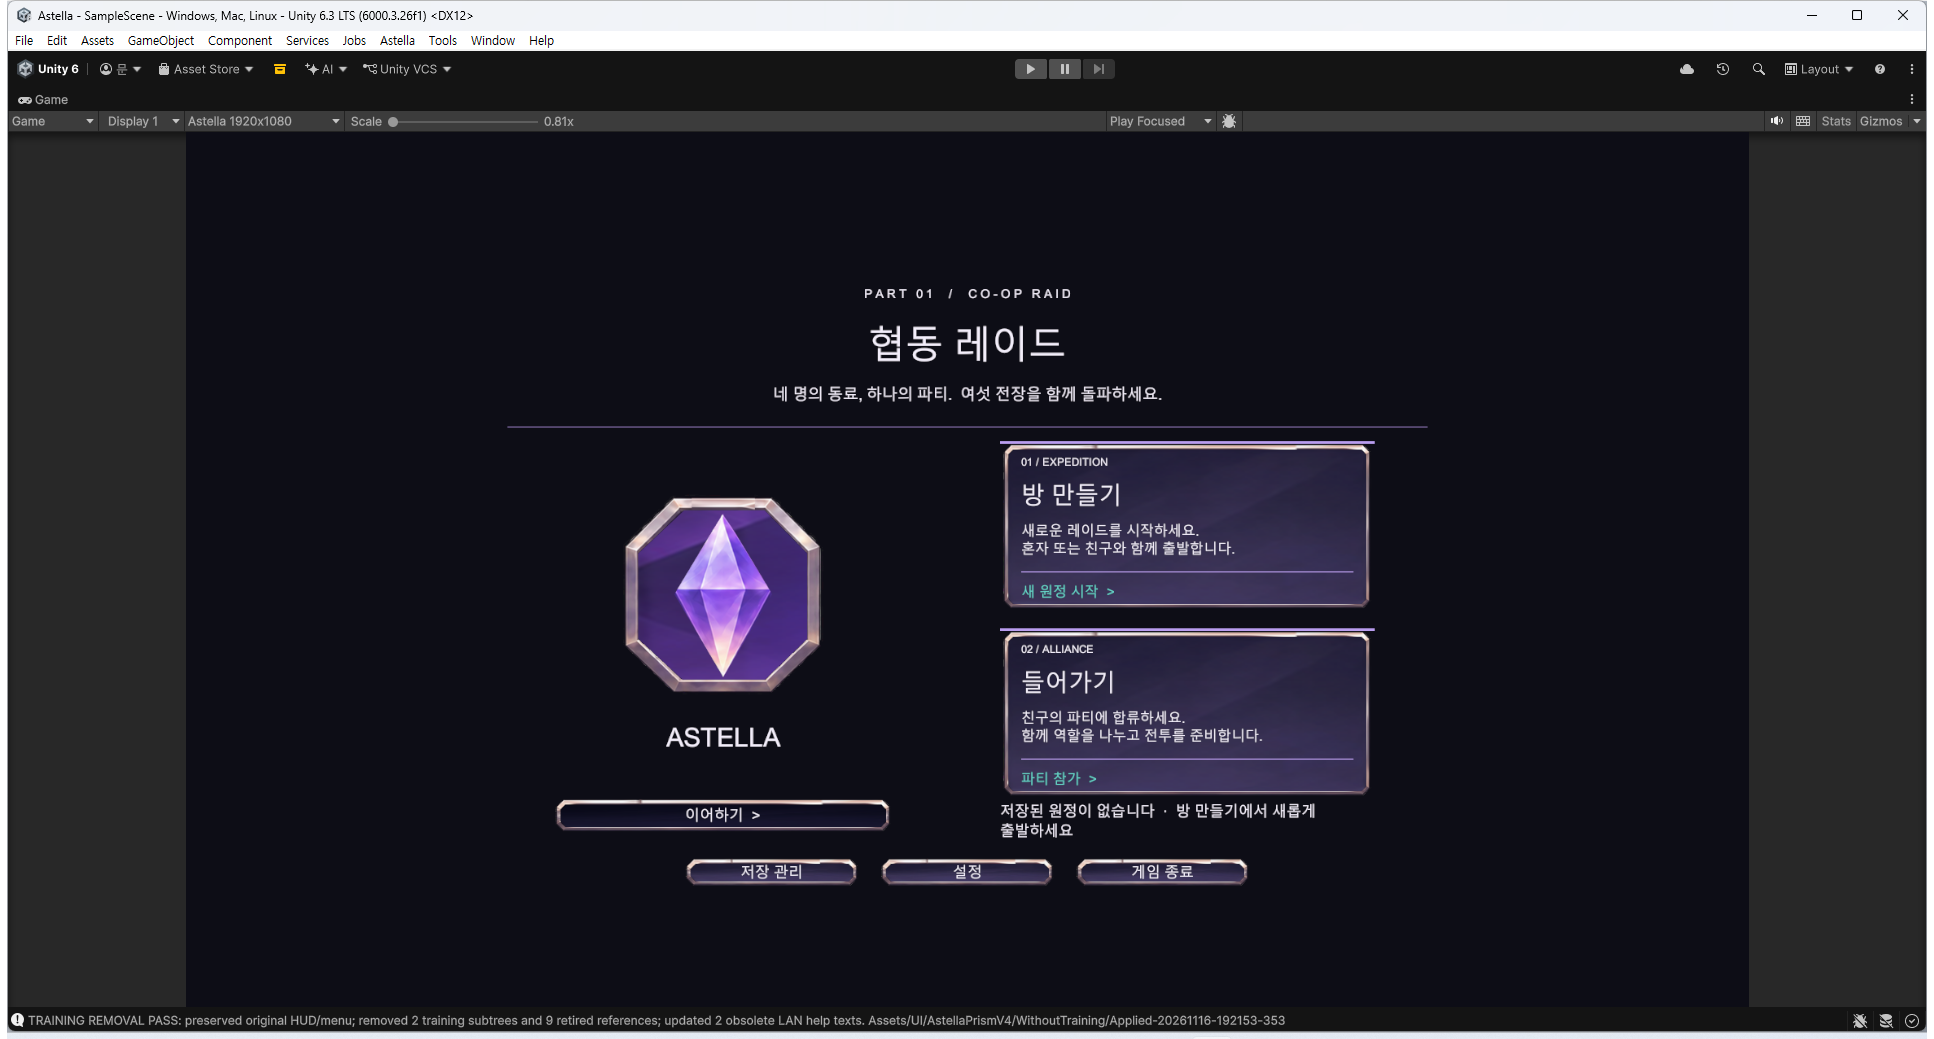 Astella - SampleScene - Windows, Mac, Linux - Unity 6.3 LTS (6000.3.26f1) <DX12>
File Edit Assets GameObject Component Services Jobs Astella Tools Window Help
Unity 6 문 Asset Store AI Unity VCS Layout
Game
Game Display 1 Astella 1920x1080 Scale 0.81x Play Focused Stats Gizmos
PART 01 / CO-OP RAID
협동 레이드
네 명의 동료, 하나의 파티. 여섯 전장을 함께 돌파하세요.
01 / EXPEDITION
방 만들기
새로운 레이드를 시작하세요.
혼자 또는 친구와 함께 출발합니다.
새 원정 시작 >
02 / ALLIANCE
들어가기
친구의 파티에 합류하세요.
함께 역할을 나누고 전투를 준비합니다.
파티 참가 >
ASTELLA
이어하기 >
저장된 원정이 없습니다 · 방 만들기에서 새롭게
출발하세요
저장 관리 설정 게임 종료
TRAINING REMOVAL PASS: preserved original HUD/menu; removed 2 training subtrees and 9 retired references; updated 2 obsolete LAN help texts. Assets/UI/AstellaPrismV4/WithoutTraining/Applied-20261116-192153-353